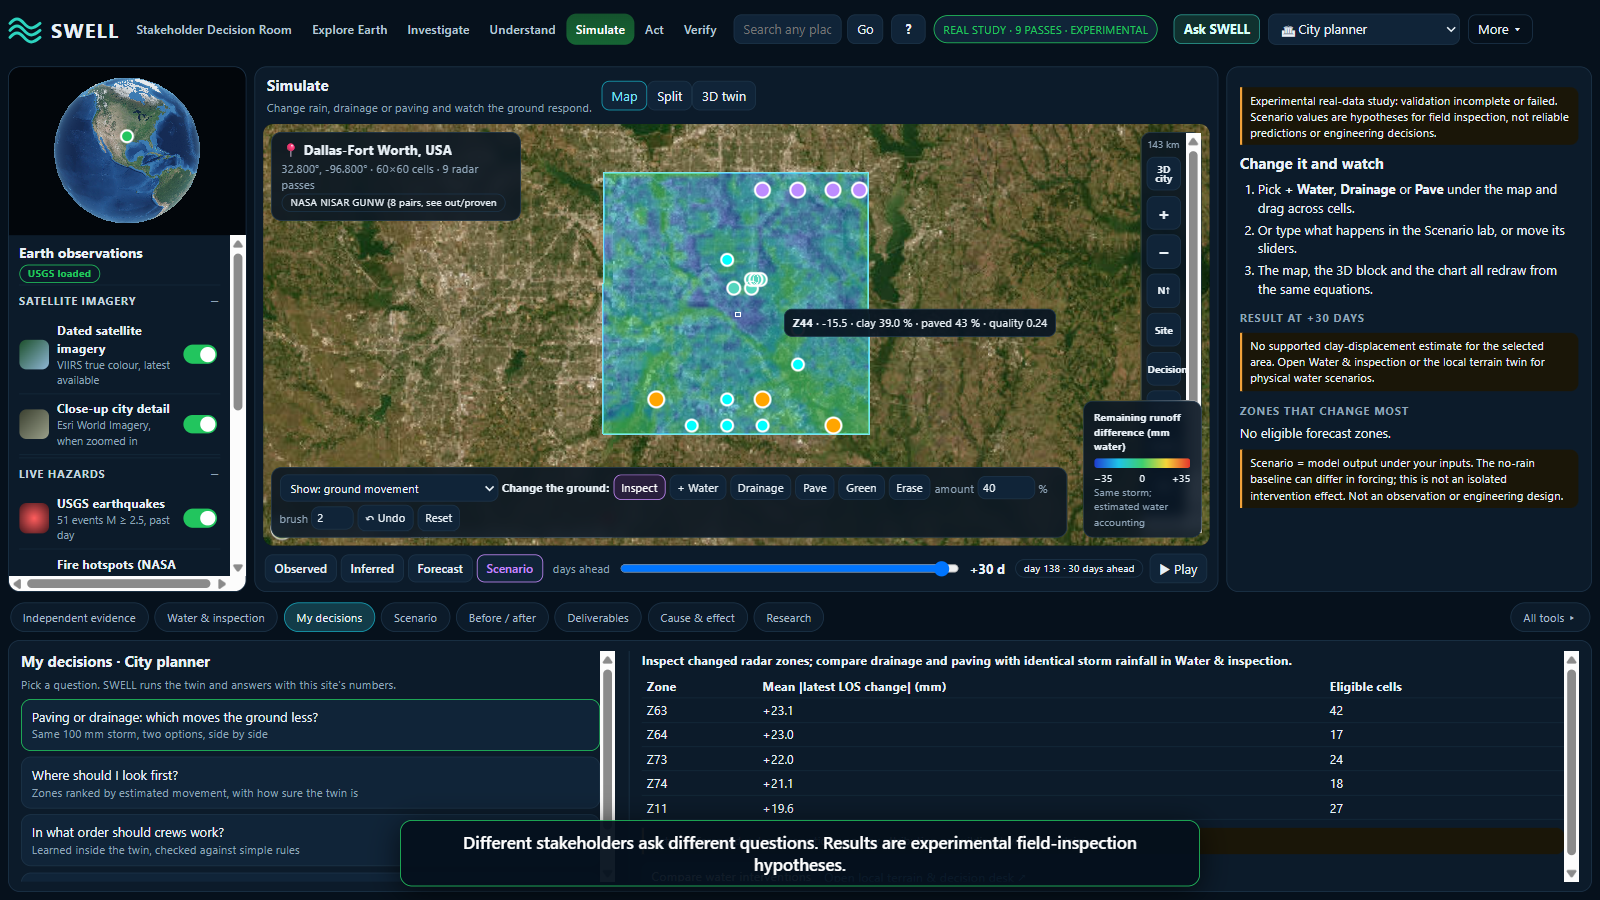 SWELL
Stakeholder Decision Room
Explore Earth
Investigate
Understand
Simulate
Act
Verify
Search any plac
Go
?
REAL STUDY · 9 PASSES · EXPERIMENTAL
Ask SWELL
City planner
More
Earth observations
USGS loaded
SATELLITE IMAGERY
Dated satellite
imagery
VIIRS true colour, latest
available
Close-up city detail
Esri World Imagery,
when zoomed in
LIVE HAZARDS
USGS earthquakes
51 events M ≥ 2.5, past
day
Fire hotspots (NASA
Simulate
Change rain, drainage or paving and watch the ground respond.
Map
Split
3D twin
Dallas-Fort Worth, USA
32.800°, -96.800° · 60×60 cells · 9 radar
passes
NASA NISAR GUNW (8 pairs, see out/proven
143 km
3D
city
+
−
N↑
Site
Decision
Z44 · -15.5 · clay 39.0 % · paved 43 % · quality 0.24
Remaining runoff
difference (mm
water)
−35 0 +35
Same storm;
estimated water
accounting
Show: ground movement
Change the ground:
Inspect
+ Water
Drainage
Pave
Green
Erase
amount 40 %
brush 2
↶ Undo
Reset
Observed
Inferred
Forecast
Scenario
days ahead
+30 d
day 138 · 30 days ahead
▶ Play
Experimental real-data study: validation incomplete or failed.
Scenario values are hypotheses for field inspection, not reliable
predictions or engineering decisions.
Change it and watch
1. Pick + Water, Drainage or Pave under the map and
drag across cells.
2. Or type what happens in the Scenario lab, or move its
sliders.
3. The map, the 3D block and the chart all redraw from
the same equations.
RESULT AT +30 DAYS
No supported clay-displacement estimate for the selected
area. Open Water & inspection or the local terrain twin for
physical water scenarios.
ZONES THAT CHANGE MOST
No eligible forecast zones.
Scenario = model output under your inputs. The no-rain
baseline can differ in forcing; this is not an isolated
intervention effect. Not an observation or engineering design.
Independent evidence
Water & inspection
My decisions
Scenario
Before / after
Deliverables
Cause & effect
Research
All tools
My decisions · City planner
Pick a question. SWELL runs the twin and answers with this site's numbers.
Paving or drainage: which moves the ground less?
Same 100 mm storm, two options, side by side
Where should I look first?
Zones ranked by estimated movement, with how sure the twin is
In what order should crews work?
Learned inside the twin, checked against simple rules
Inspect changed radar zones; compare drainage and paving with identical storm rainfall in Water & inspection.
Zone Mean |latest LOS change| (mm) Eligible cells
Z63 +23.1 42
Z64 +23.0 17
Z73 +22.0 24
Z74 +21.1 18
Z11 +19.6 27
Different stakeholders ask different questions. Results are experimental field-inspection
hypotheses.